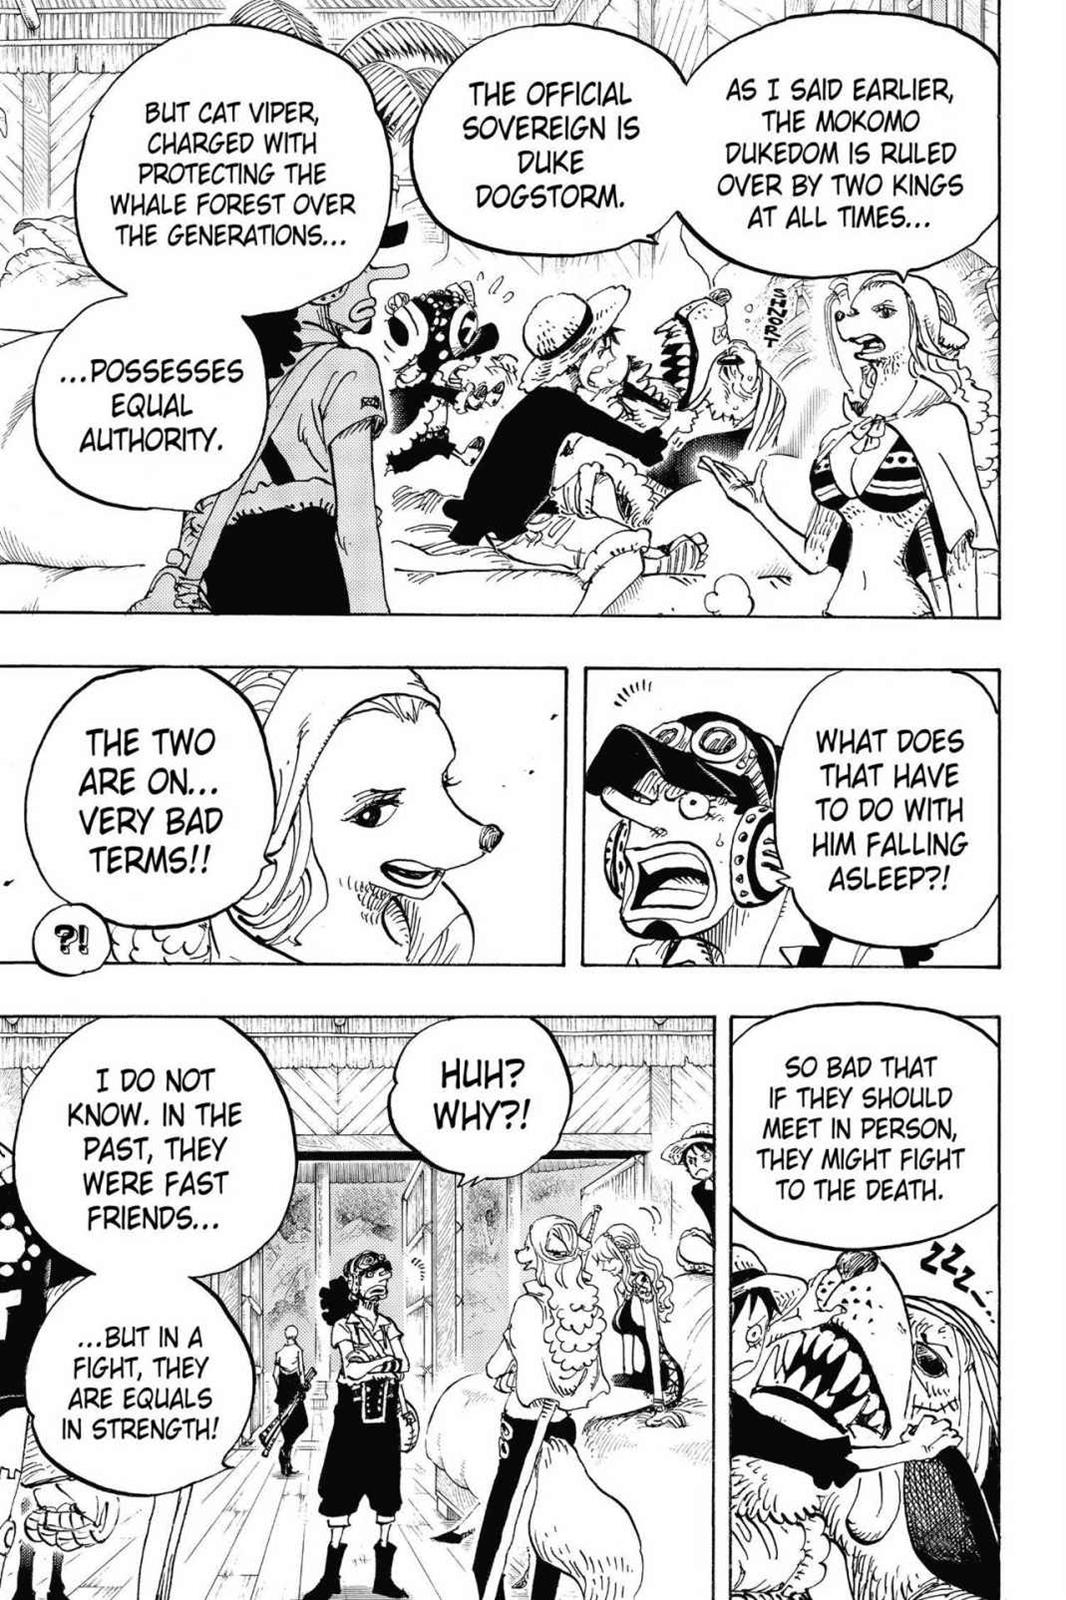 AS I SAID EARLIER,
THE MOKOMO
DUKEDOM IS RULED
OVER BY TWO KINGS
AT ALL TIMES...
THE OFFICIAL
SOVEREIGN IS
DUKE
DOGSTORM.
BUT CAT VIPER,
CHARGED WITH
PROTECTING THE
WHALE FOREST OVER
THE GENERATIONS...
...POSSESSES
EQUAL
AUTHORITY.
SHNORT
WHAT DOES
THAT HAVE
TO DO WITH
HIM FALLING
ASLEEP?!
THE TWO
ARE ON...
VERY BAD
TERMS!!
?!
SO BAD THAT
IF THEY SHOULD
MEET IN PERSON,
THEY MIGHT FIGHT
TO THE DEATH.
ZZZ...
HUH?
WHY?!
I DO NOT
KNOW. IN THE
PAST, THEY
WERE FAST
FRIENDS...
...BUT IN A
FIGHT, THEY
ARE EQUALS
IN STRENGTH!